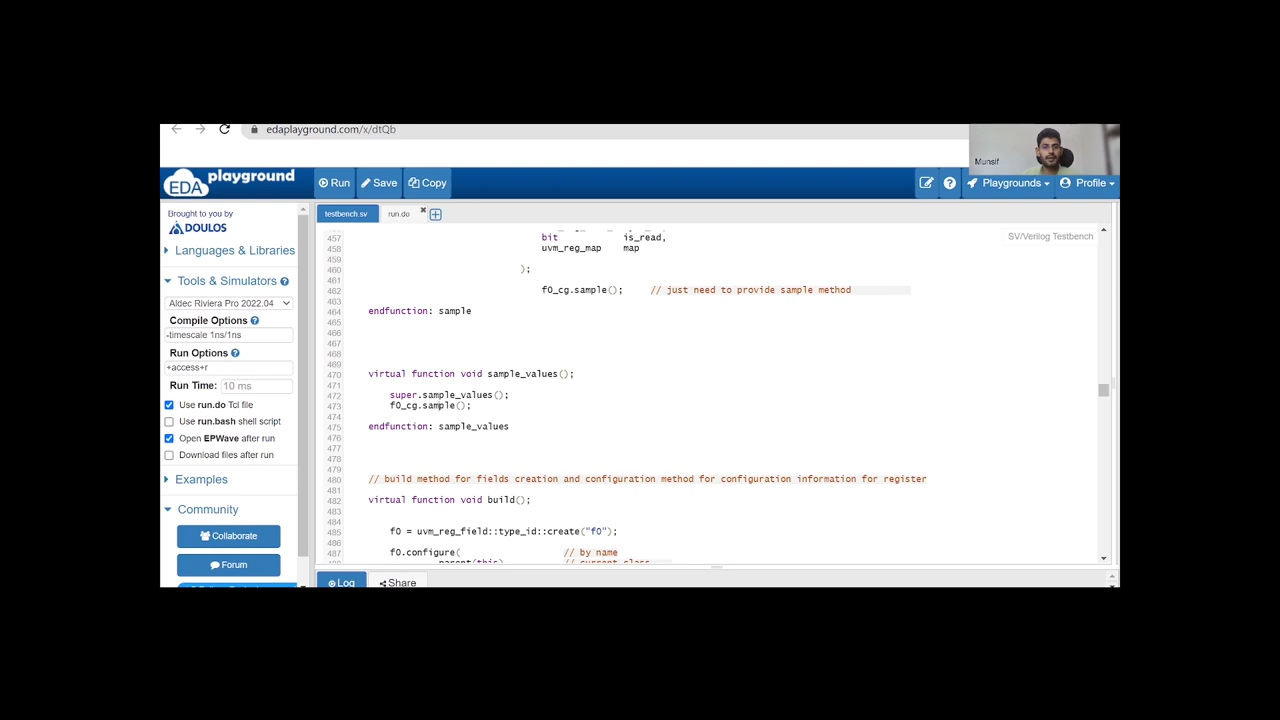 edaplayground.com/x/dtQb
Munsif
EDA playground
Run
Save
Copy
Playgrounds
Profile
Brought to you by
DOULOS
Languages & Libraries
Tools & Simulators
Aldec Riviera Pro 2022.04
Compile Options
-timescale 1ns/1ns
Run Options
+access+r
Run Time: 10 ms
Use run.do Tcl file
Use run.bash shell script
Open EPWave after run
Download files after run
Examples
Community
Collaborate
Forum
testbench.sv
run.do
SV/Verilog Testbench
457 bit is_read,
458 uvm_reg_map map
459
460 );
461
462 f0_cg.sample(); // just need to provide sample method
463
464 endfunction: sample
465
466
467
468
469
470 virtual function void sample_values();
471
472 super.sample_values();
473 f0_cg.sample();
474
475 endfunction: sample_values
476
477
478
479
480 // build method for fields creation and configuration method for configuration information for register
481
482 virtual function void build();
483
484
485 f0 = uvm_reg_field::type_id::create("f0");
486
487 f0.configure( // by name
.parent(this) // current class
Log
Share